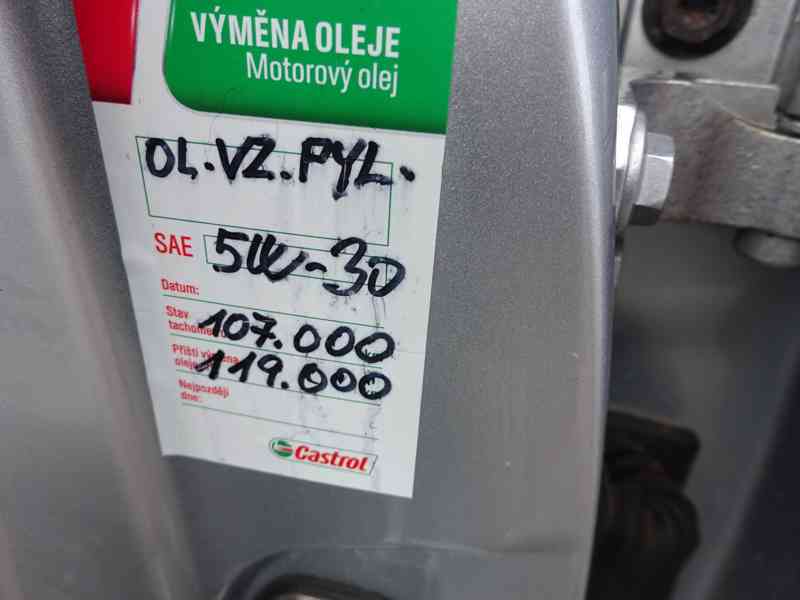 VÝMĚNA OLEJE
Motorový olej
OL.VZ.PYL.
SAE 5W-30
Datum:
Stav
tachometru 107.000
Příští výměna
oleje 119.000
Nejpozději
dne:
Castrol